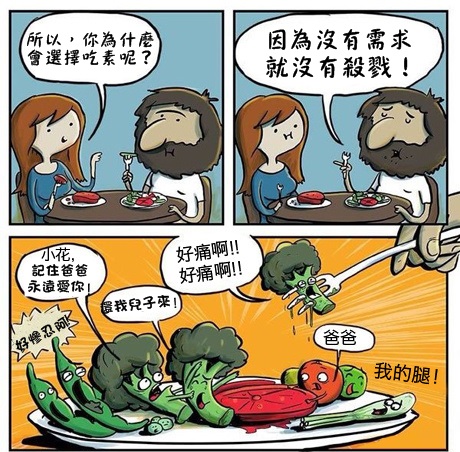 所以，你為什麼
會選擇吃素呢？
因為沒有需求
就沒有殺戮！
小花，
記住爸爸
永遠愛你！
還我兒子來！
好痛啊!!
好痛啊!!
好慘忍阿
爸爸
我的腿！